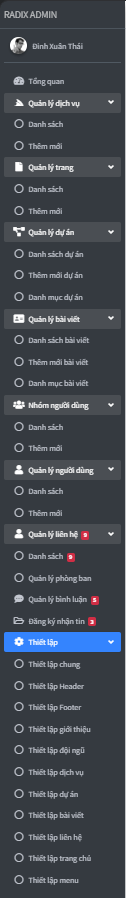 RADIX ADMIN
Đinh Xuân Thái
Tổng quan
Quản lý dịch vụ
Danh sách
Thêm mới
Quản lý trang
Danh sách
Thêm mới
Quản lý dự án
Danh sách dự án
Thêm mới dự án
Danh mục dự án
Quản lý bài viết
Danh sách bài viết
Thêm mới bài viết
Danh mục bài viết
Nhóm người dùng
Danh sách
Thêm mới
Quản lý người dùng
Danh sách
Thêm mới
Quản lý liên hệ 9
Danh sách 9
Quản lý phòng ban
Quản lý bình luận 5
Đăng ký nhận tin 3
Thiết lập
Thiết lập chung
Thiết lập Header
Thiết lập Footer
Thiết lập giới thiệu
Thiết lập đội ngũ
Thiết lập dịch vụ
Thiết lập dự án
Thiết lập bài viết
Thiết lập liên hệ
Thiết lập trang chủ
Thiết lập menu